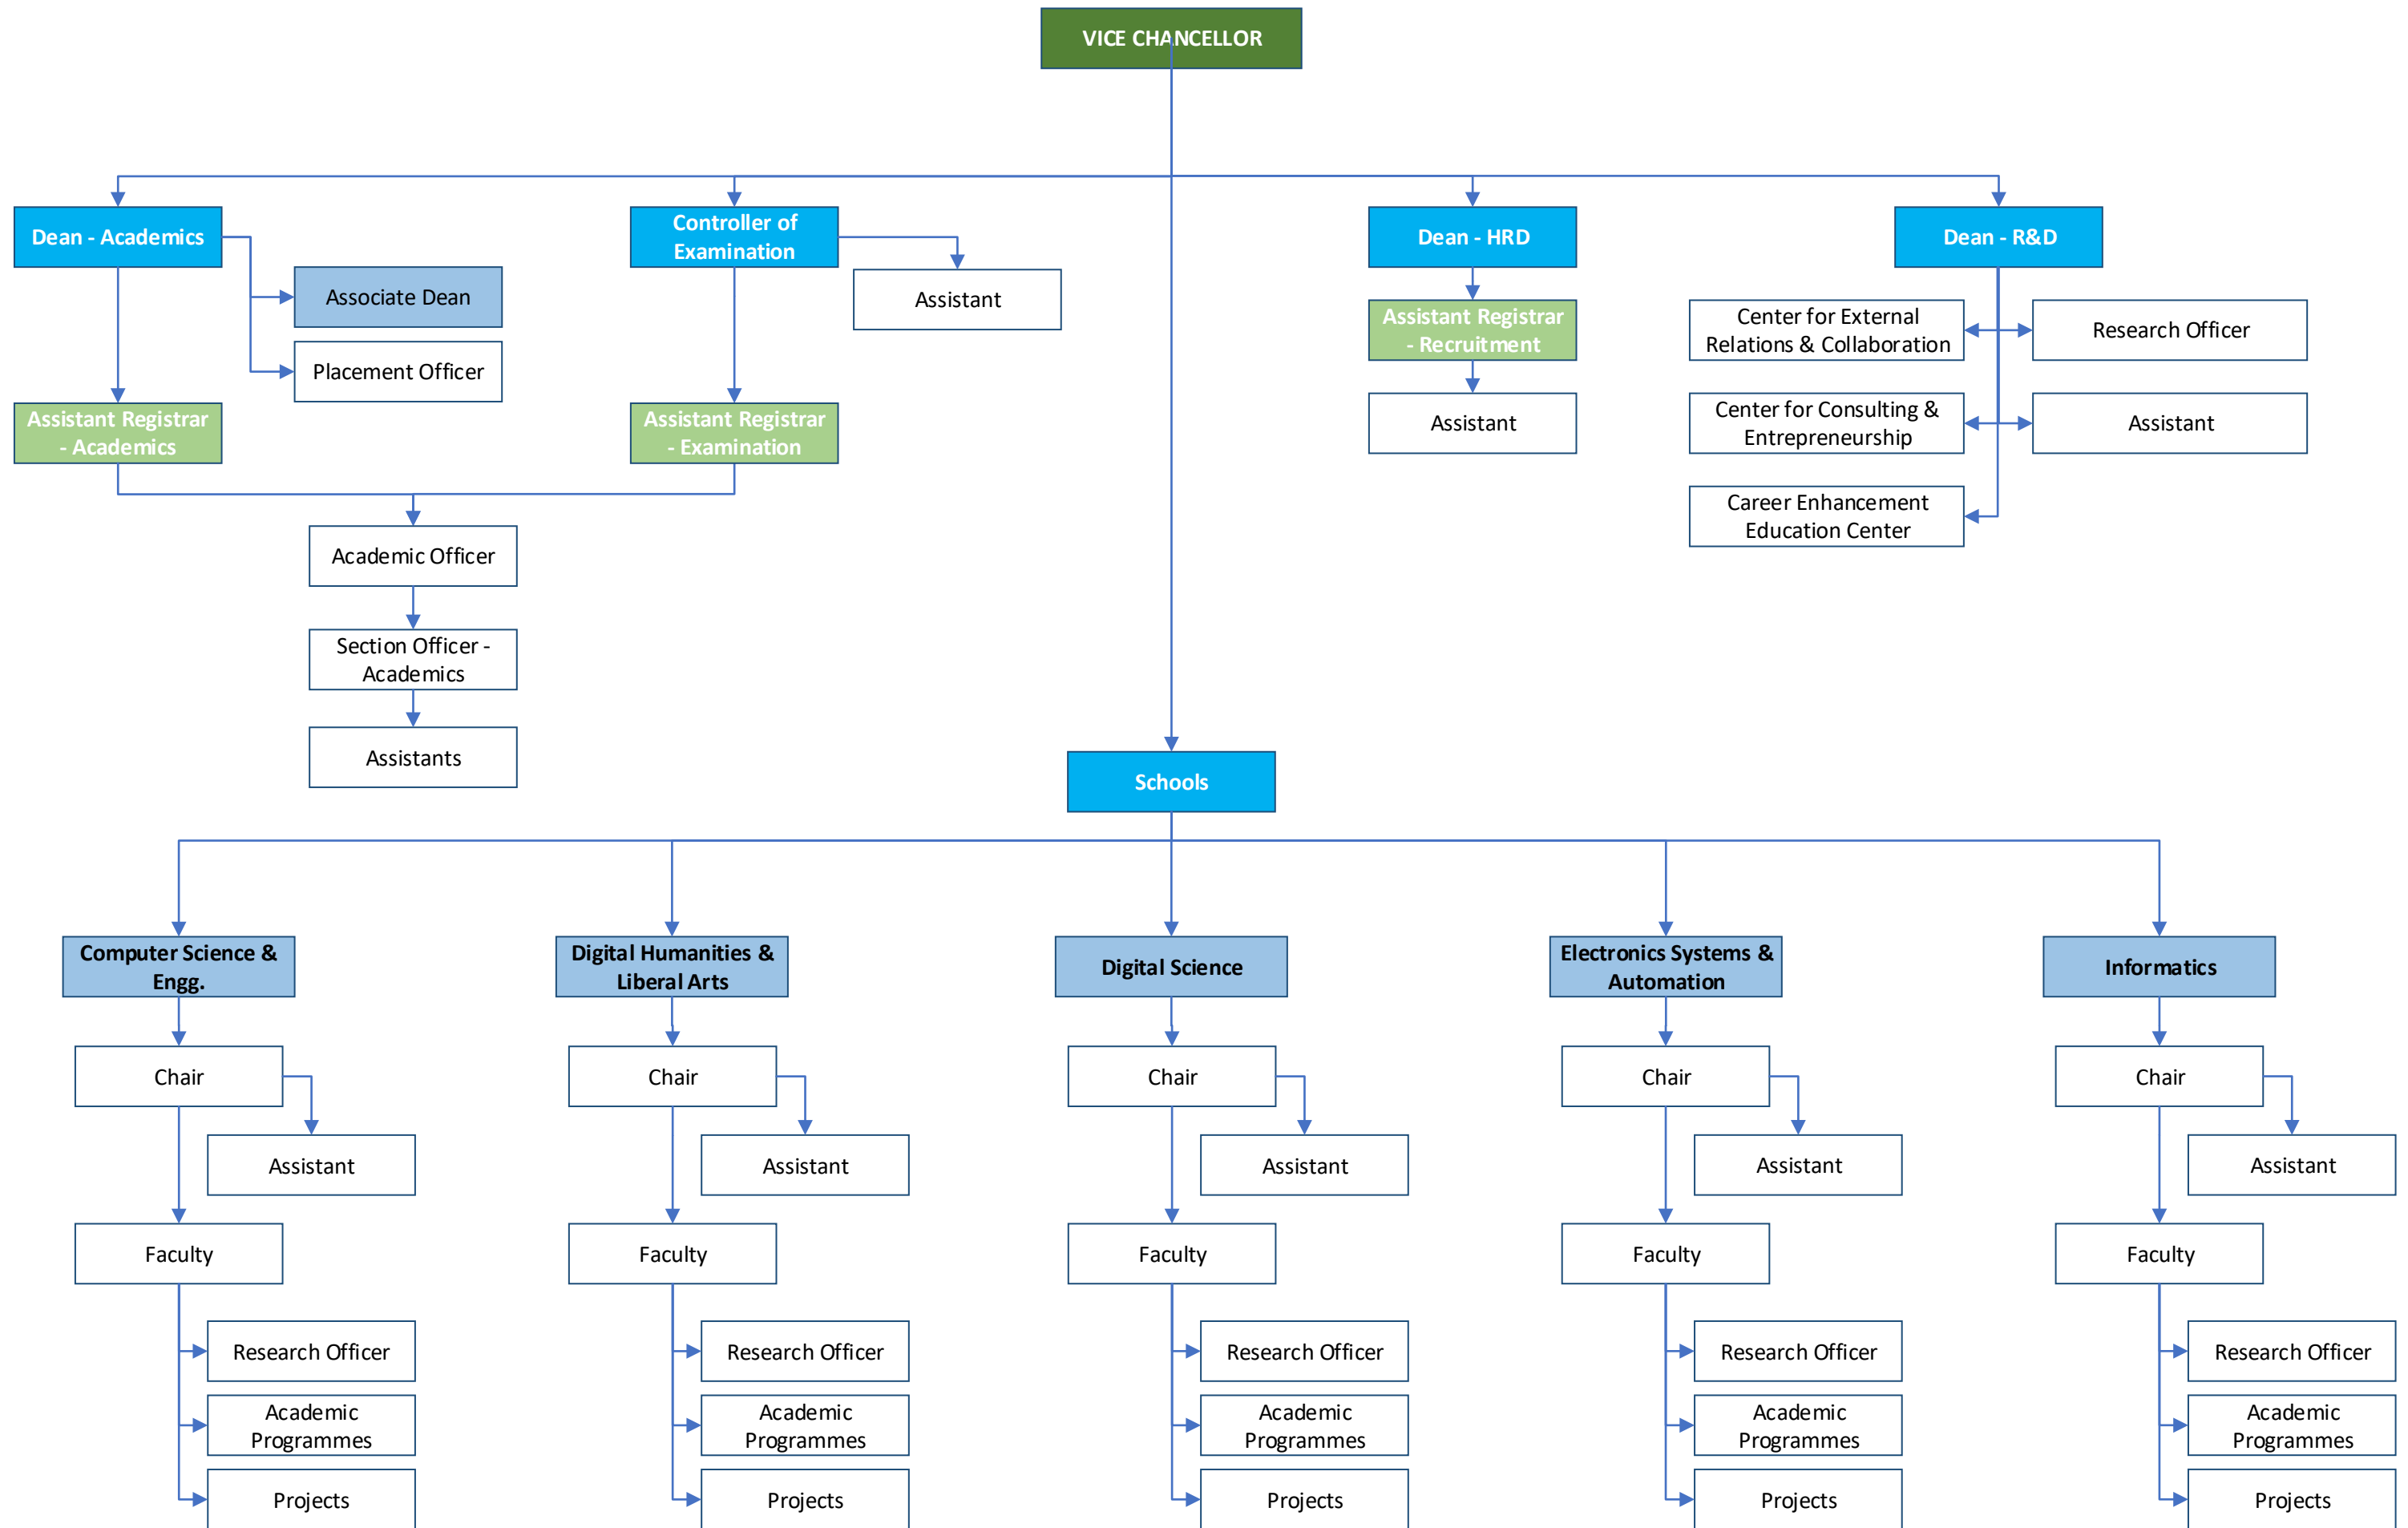 VICE CHANCELLOR
Dean - Academics
Controller of
Examination
Dean - HRD
Dean - R&D
Associate Dean
Placement Officer
Assistant
Assistant Registrar
- Recruitment
Assistant
Center for External
Relations & Collaboration
Research Officer
Center for Consulting &
Entrepreneurship
Assistant
Career Enhancement
Education Center
Assistant Registrar
- Academics
Assistant Registrar
- Examination
Academic Officer
Section Officer -
Academics
Assistants
Schools
Computer Science &
Engg.
Digital Humanities &
Liberal Arts
Digital Science
Electronics Systems &
Automation
Informatics
Chair
Chair
Chair
Chair
Chair
Assistant
Assistant
Assistant
Assistant
Assistant
Faculty
Faculty
Faculty
Faculty
Faculty
Research Officer
Research Officer
Research Officer
Research Officer
Research Officer
Academic
Programmes
Academic
Programmes
Academic
Programmes
Academic
Programmes
Academic
Programmes
Projects
Projects
Projects
Projects
Projects